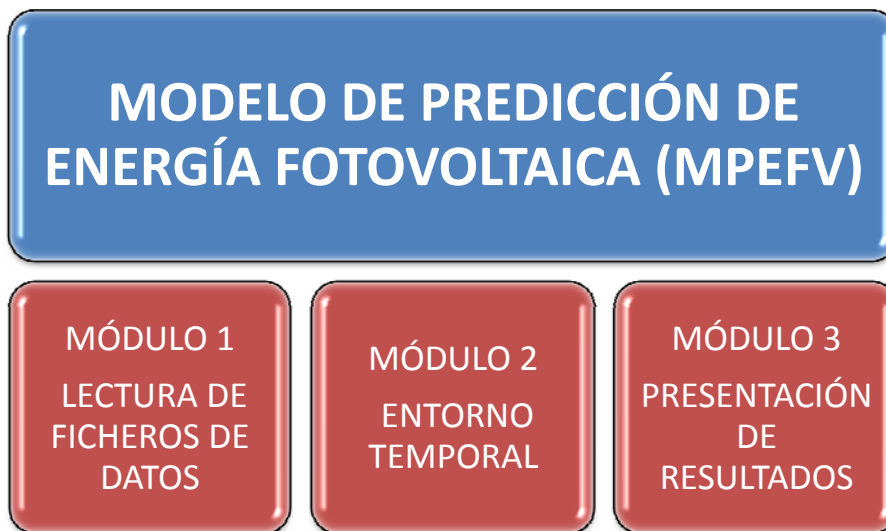 MODELO DE PREDICCIÓN DE
ENERGÍA FOTOVOLTAICA (MPEFV)
MÓDULO 1
LECTURA DE
FICHEROS DE
DATOS
MÓDULO 2
ENTORNO
TEMPORAL
MÓDULO 3
PRESENTACIÓN
DE
RESULTADOS